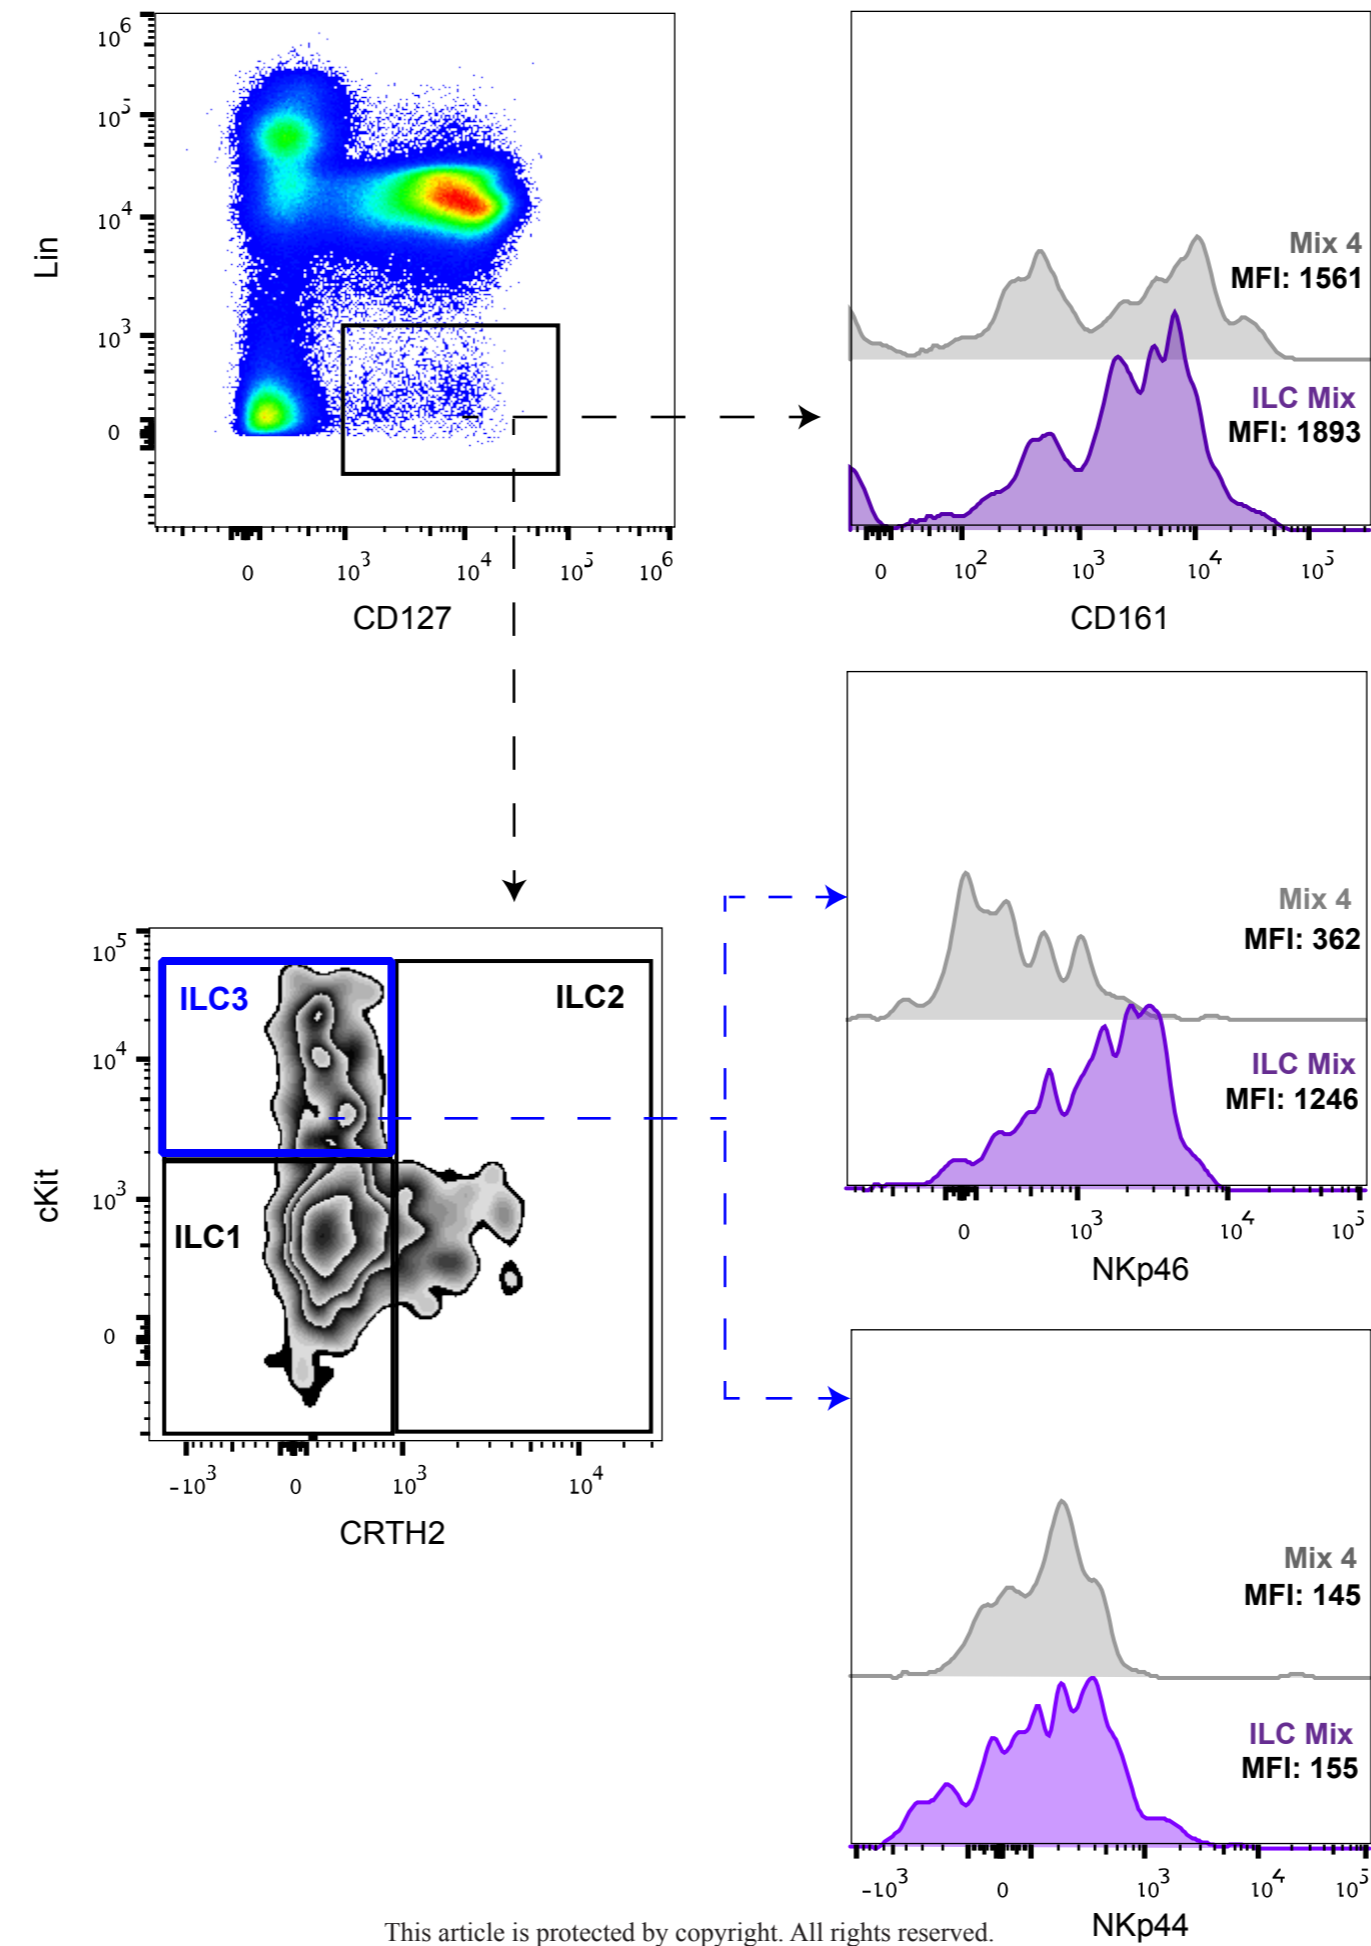 10^6
10^5
10^4
10^3
0
Lin
0 10^3 10^4 10^5 10^6
CD127
Mix 4
MFI: 1561
ILC Mix
MFI: 1893
0 10^2 10^3 10^4 10^5
CD161
10^5
10^4
10^3
0
cKit
ILC3
ILC2
ILC1
-10^3 0 10^3 10^4
CRTH2
Mix 4
MFI: 362
ILC Mix
MFI: 1246
0 10^3 10^4 10^5
NKp46
Mix 4
MFI: 145
ILC Mix
MFI: 155
-10^3 0 10^3 10^4 10^5
NKp44
This article is protected by copyright. All rights reserved.